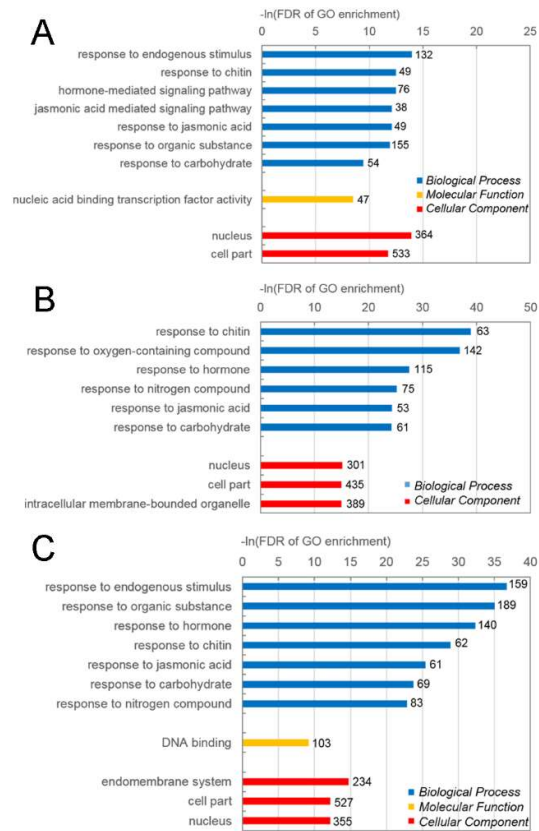 A
-ln(FDR of GO enrichment)
0 5 10 15 20 25
response to endogenous stimulus 132
response to chitin 49
hormone-mediated signaling pathway 76
jasmonic acid mediated signaling pathway 38
response to jasmonic acid 49
response to organic substance 155
response to carbohydrate 54
Biological Process
nucleic acid binding transcription factor activity 47
Molecular Function
Cellular Component
nucleus 364
cell part 533
B
-ln(FDR of GO enrichment)
0 10 20 30 40 50
response to chitin 63
response to oxygen-containing compound 142
response to hormone 115
response to nitrogen compound 75
response to jasmonic acid 53
response to carbohydrate 61
nucleus 301
cell part 435
Biological Process
intracellular membrane-bounded organelle 389
Cellular Component
C
-ln(FDR of GO enrichment)
0 5 10 15 20 25 30 35 40
response to endogenous stimulus 159
response to organic substance 189
response to hormone 140
response to chitin 62
response to jasmonic acid 61
response to carbohydrate 69
response to nitrogen compound 83
DNA binding 103
endomembrane system 234
Biological Process
cell part 527
Molecular Function
nucleus 355
Cellular Component